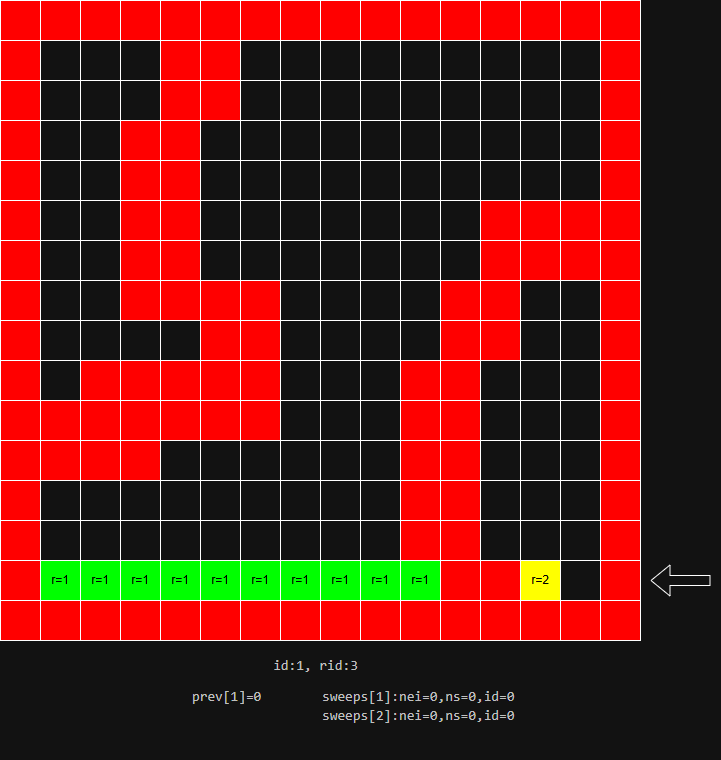 r=1 r=1 r=1 r=1 r=1 r=1 r=1 r=1 r=1 r=1 r=2
id:1, rid:3
prev[1]=0 sweeps[1]:nei=0,ns=0,id=0
sweeps[2]:nei=0,ns=0,id=0